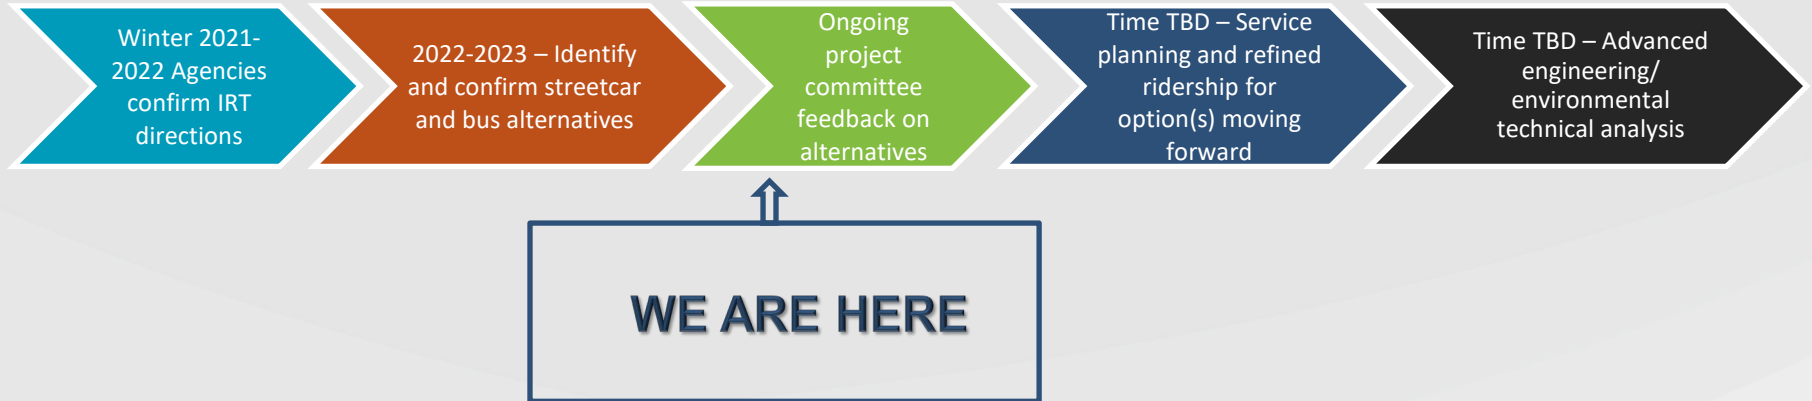 Winter 2021-
2022 Agencies
confirm IRT
directions
2022-2023 – Identify
and confirm streetcar
and bus alternatives
Ongoing
project
committee
feedback on
alternatives
Time TBD – Service
planning and refined
ridership for
option(s) moving
forward
Time TBD – Advanced
engineering/
environmental
technical analysis
WE ARE HERE